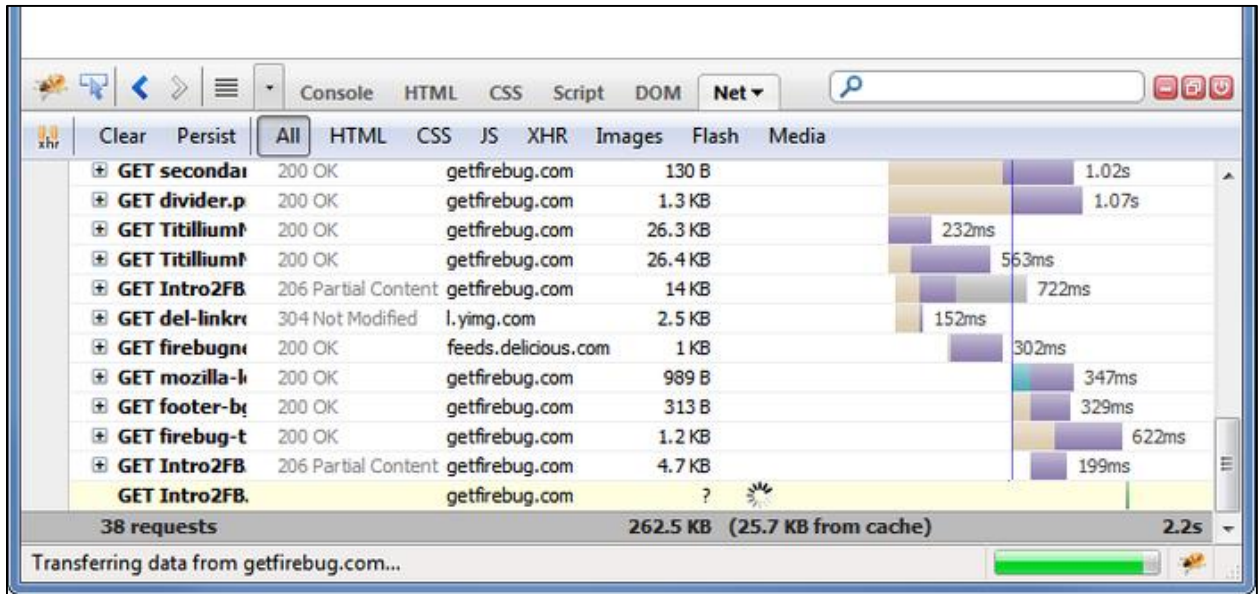 Console HTML CSS Script DOM Net
xhr Clear Persist All HTML CSS JS XHR Images Flash Media
GET secondar 200 OK getfirebug.com 130 B 1.02s
GET divider.p 200 OK getfirebug.com 1.3 KB 1.07s
GET Titillium 200 OK getfirebug.com 26.3 KB 232ms
GET Titillium 200 OK getfirebug.com 26.4 KB 563ms
GET Intro2FB. 206 Partial Content getfirebug.com 14 KB 722ms
GET del-linkro 304 Not Modified l.yimg.com 2.5 KB 152ms
GET firebugne 200 OK feeds.delicious.com 1 KB 302ms
GET mozilla-l 200 OK getfirebug.com 989 B 347ms
GET footer-bg 200 OK getfirebug.com 313 B 329ms
GET firebug-t 200 OK getfirebug.com 1.2 KB 622ms
GET Intro2FB. 206 Partial Content getfirebug.com 4.7 KB 199ms
GET Intro2FB. getfirebug.com ?
38 requests 262.5 KB (25.7 KB from cache) 2.2s
Transferring data from getfirebug.com...